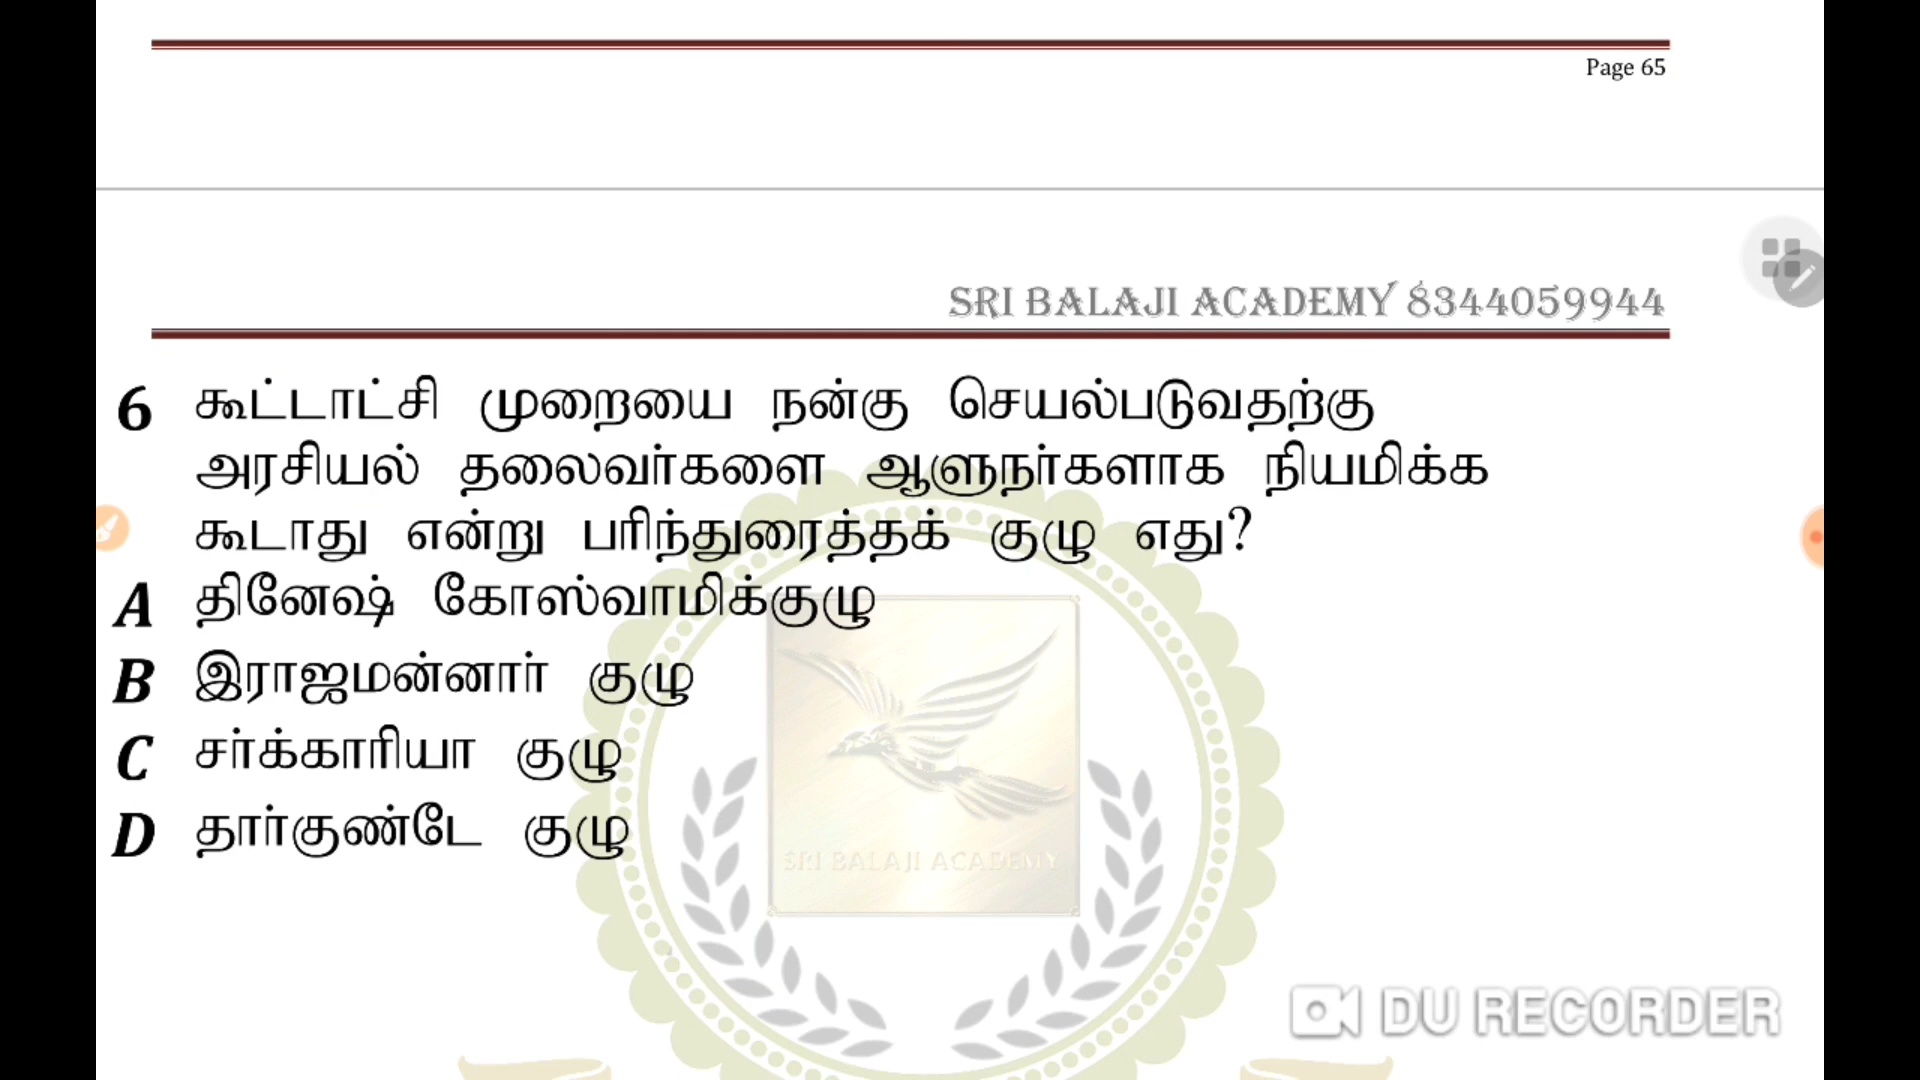 Page 65
SRI BALAJI ACADEMY 8344059944
6 கூட்டாட்சி முறையை நன்கு செயல்படுவதற்கு
அரசியல் தலைவர்களை ஆளுநர்களாக நியமிக்க
கூடாது என்று பரிந்துரைத்தக் குழு எது?
A தினேஷ் கோஸ்வாமிக்குழு
B இராஜமன்னார் குழு
C சர்க்காரியா குழு
D தார்குண்டே குழு
SRI BALAJI ACADEMY
DU RECORDER